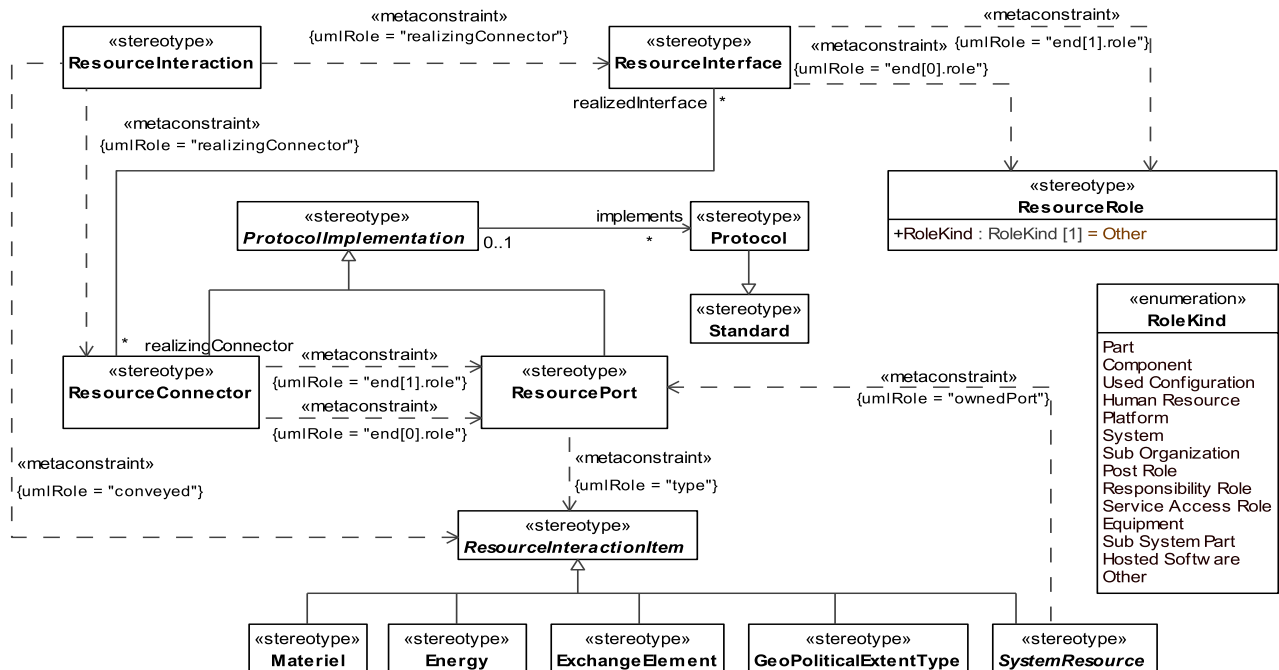 «metaconstraint»
{umlRole = "realizingConnector"}
«stereotype»
ResourceInteraction
«stereotype»
ResourceInterface
«metaconstraint»
{umlRole = "end[1].role"}
«metaconstraint»
{umlRole = "end[0].role"}
realizedInterface
*
«metaconstraint»
{umlRole = "realizingConnector"}
«stereotype»
ResourceRole
+RoleKind : RoleKind [1] = Other
«stereotype»
ProtocolImplementation
0..1
implements
*
«stereotype»
Protocol
«stereotype»
Standard
«enumeration»
RoleKind
Part
Component
Used Configuration
Human Resource
Platform
System
Sub Organization
Post Role
Responsibility Role
Service Access Role
Equipment
Sub System Part
Hosted Software
Other
*
realizingConnector
«stereotype»
ResourceConnector
«metaconstraint»
{umlRole = "end[1].role"}
«metaconstraint»
{umlRole = "end[0].role"}
«stereotype»
ResourcePort
«metaconstraint»
{umlRole = "ownedPort"}
«metaconstraint»
{umlRole = "conveyed"}
«metaconstraint»
{umlRole = "type"}
«stereotype»
ResourceInteractionItem
«stereotype»
Materiel
«stereotype»
Energy
«stereotype»
ExchangeElement
«stereotype»
GeoPoliticalExtentType
«stereotype»
SystemResource